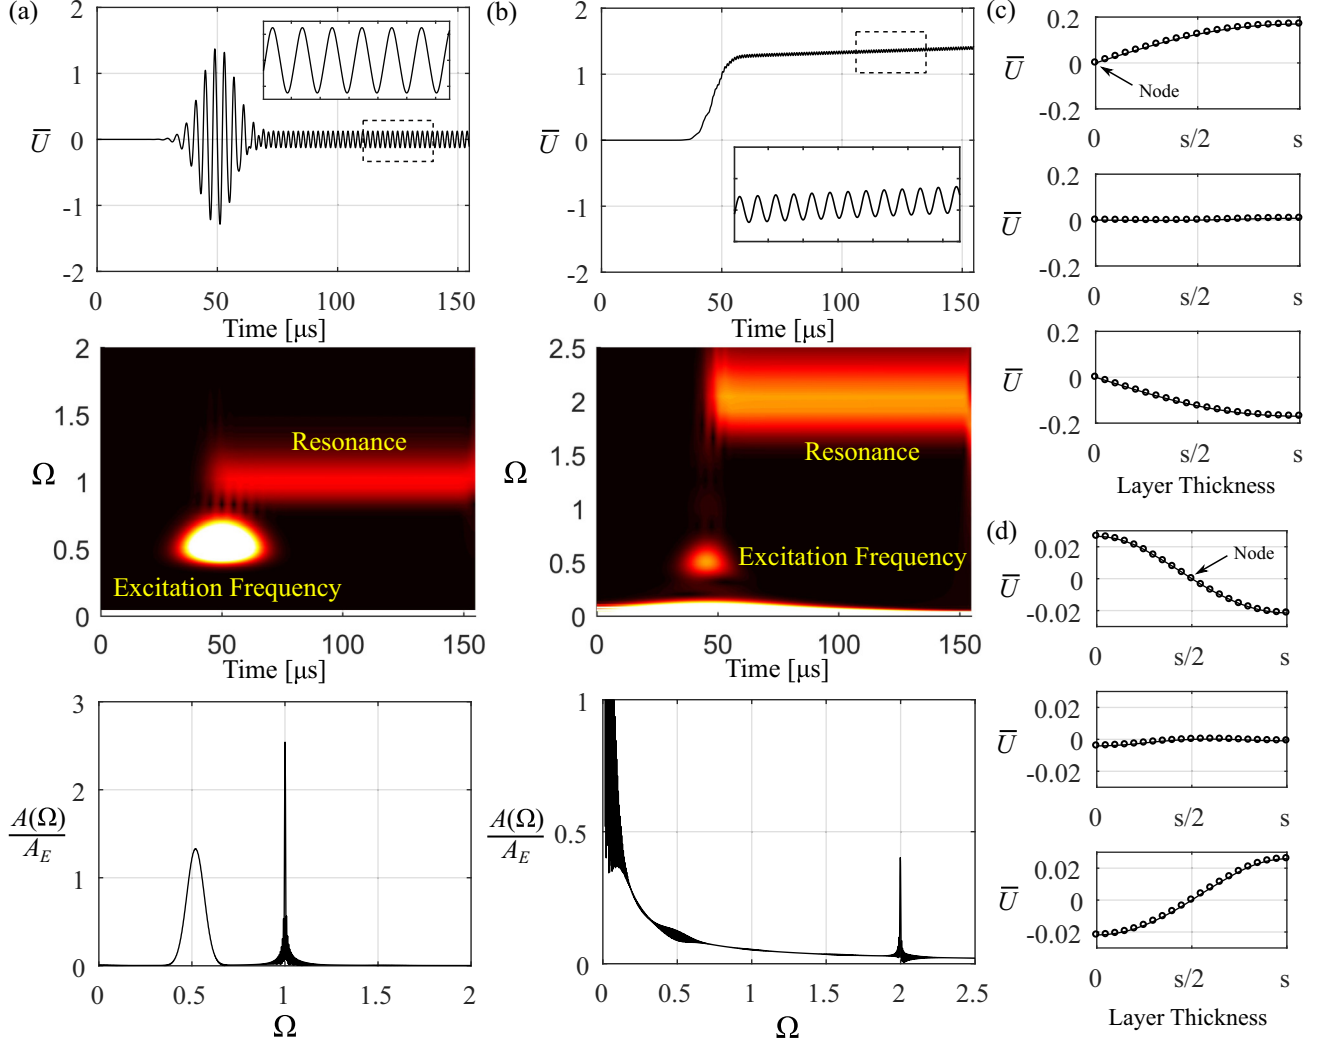 (a)
2
1
0
-1
-2
U̅
0 50 100 150
Time [μs]
2
1.5
1
0.5
0
Ω
Resonance
Excitation Frequency
0 50 100 150
Time [μs]
3
2
1
0
A(Ω)
A_E
0 0.5 1 1.5 2
Ω
(b)
2
1
0
-1
-2
U̅
0 50 100 150
Time [μs]
2.5
2
1.5
1
0.5
0
Ω
Resonance
Excitation Frequency
0 50 100 150
Time [μs]
1
0.5
0
A(Ω)
A_E
0 0.5 1 1.5 2 2.5
Ω
(c)
0.2
0
-0.2
U̅
Node
0 s/2 s
0.2
0
-0.2
U̅
0 s/2 s
0.2
0
-0.2
U̅
0 s/2 s
Layer Thickness
(d)
0.02
0
-0.02
U̅
Node
0 s/2 s
0.02
0
-0.02
U̅
0 s/2 s
0.02
0
-0.02
U̅
0 s/2 s
Layer Thickness